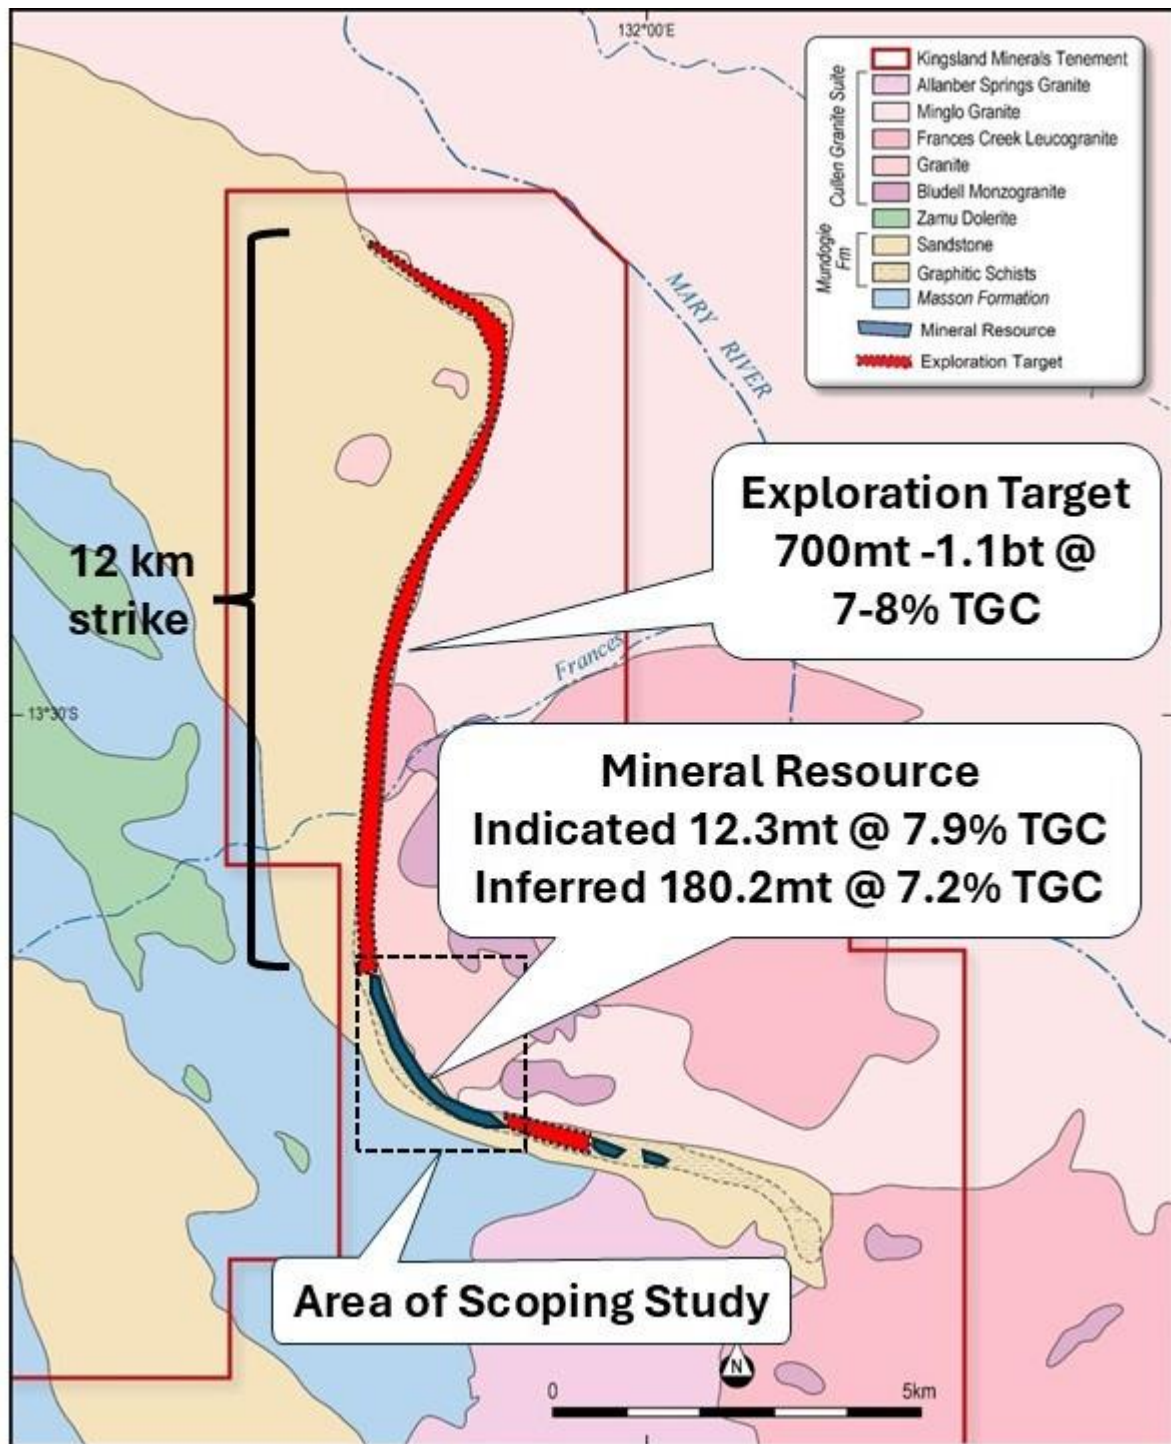 132°00'E
Kingsland Minerals Tenement
Cullen Granite Suite
Allanber Springs Granite
Minglo Granite
Frances Creek Leucogranite
Granite
Bludell Monzogranite
Zamu Dolerite
Mundogie
Fm
Sandstone
Graphitic Schists
Masson Formation
Mineral Resource
Exploration Target
MARY RIVER
Exploration Target
700mt -1.1bt @
7-8% TGC
12 km
strike
Frances
13°30'S
Mineral Resource
Indicated 12.3mt @ 7.9% TGC
Inferred 180.2mt @ 7.2% TGC
Area of Scoping Study
N
0 5km